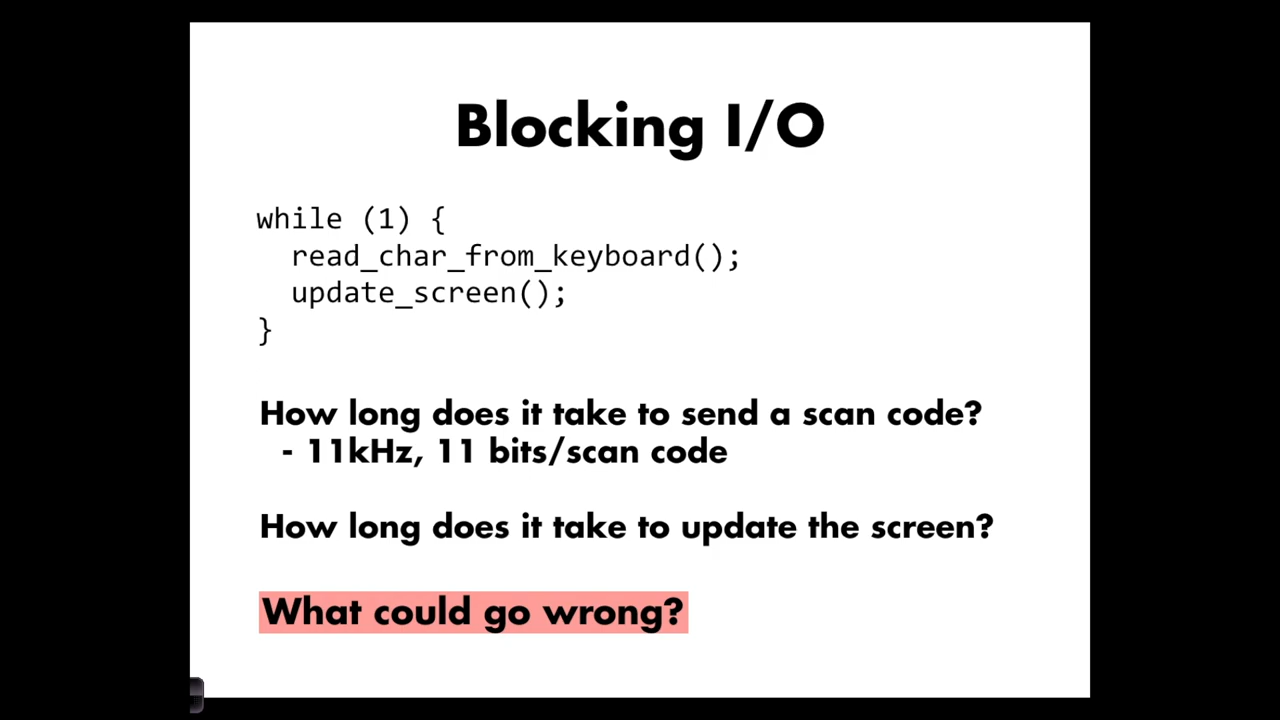 Blocking I/O
while (1) {
  read_char_from_keyboard();
  update_screen();
}
How long does it take to send a scan code?
- 11kHz, 11 bits/scan code
How long does it take to update the screen?
What could go wrong?